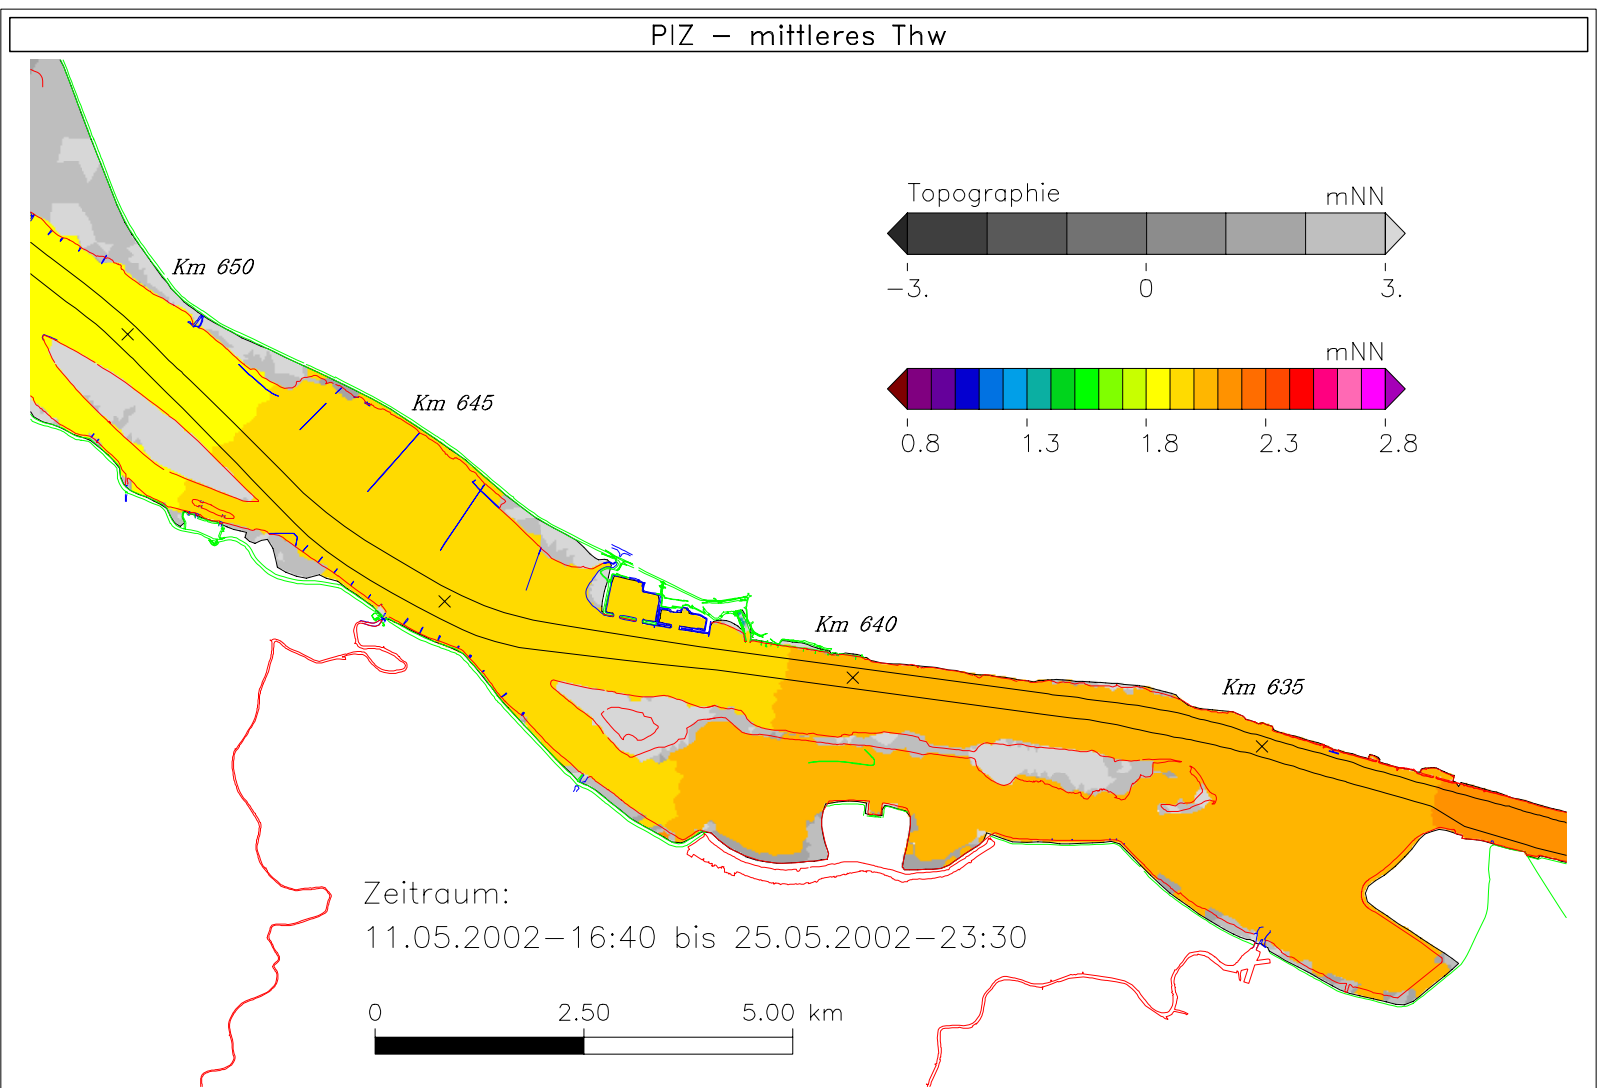 PIZ – mittleres Thw
Topographie mNN
−3. 0 3.
Km 650
mNN
0.8 1.3 1.8 2.3 2.8
Km 645
Km 640
Km 635
Zeitraum:
11.05.2002−16:40 bis 25.05.2002−23:30
0 2.50 5.00 km